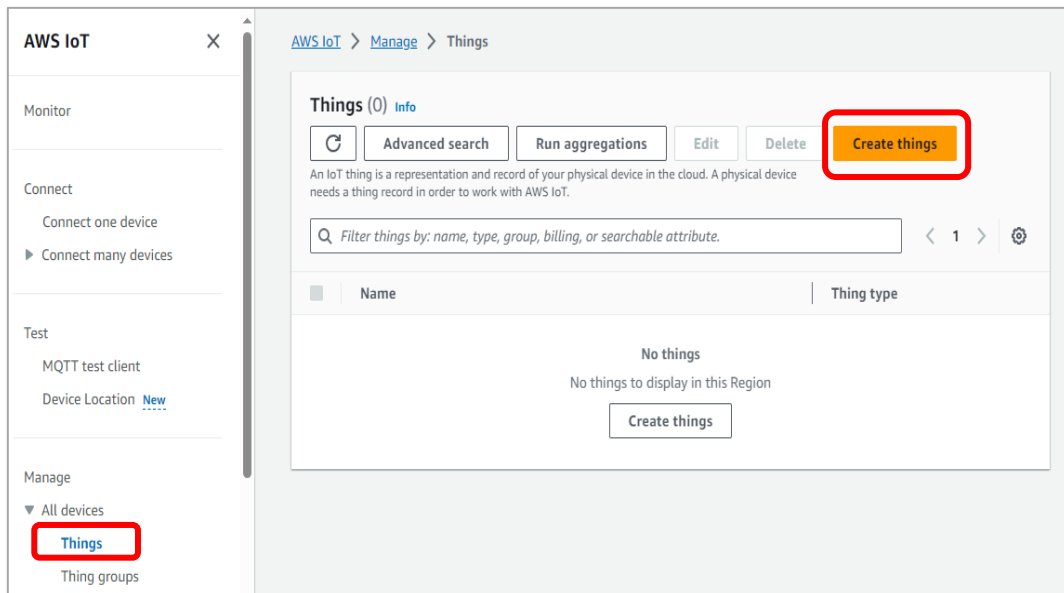 AWS IoT
Monitor
Connect
Connect one device
Connect many devices
Test
MQTT test client
Device Location New
Manage
All devices
Things
Thing groups
AWS IoT > Manage > Things
Things (0) Info
Advanced search Run aggregations Edit Delete Create things
An IoT thing is a representation and record of your physical device in the cloud. A physical device
needs a thing record in order to work with AWS IoT.
Filter things by: name, type, group, billing, or searchable attribute.
1
Name Thing type
No things
No things to display in this Region
Create things